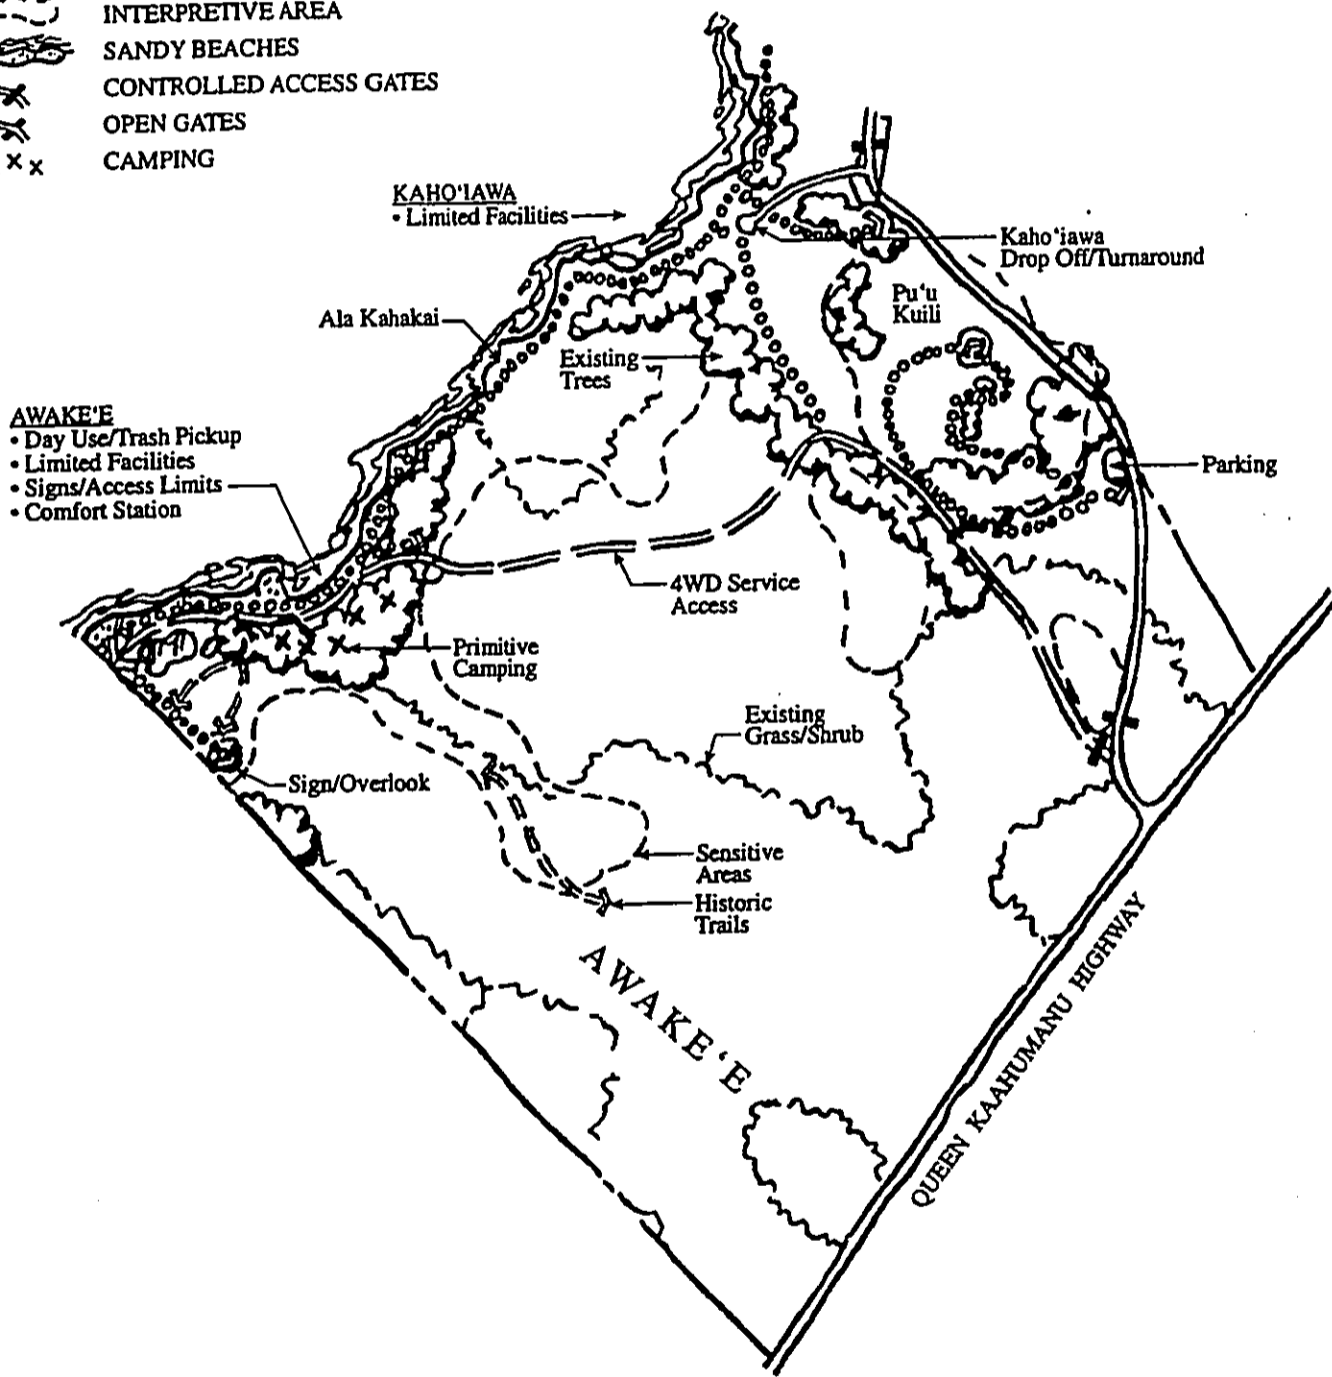 INTERPRETIVE AREA
SANDY BEACHES
CONTROLLED ACCESS GATES
OPEN GATES
CAMPING
KAHO'IAWA
• Limited Facilities
Kaho'iawa
Drop Off/Turnaround
Pu'u
Kuili
Ala Kahakai
Existing
Trees
AWAKE'E
• Day Use/Trash Pickup
• Limited Facilities
• Signs/Access Limits
• Comfort Station
Parking
4WD Service
Access
Primitive
Camping
Existing
Grass/Shrub
Sign/Overlook
Sensitive
Areas
Historic
Trails
AWAKE'E
QUEEN KAAHUMANU HIGHWAY